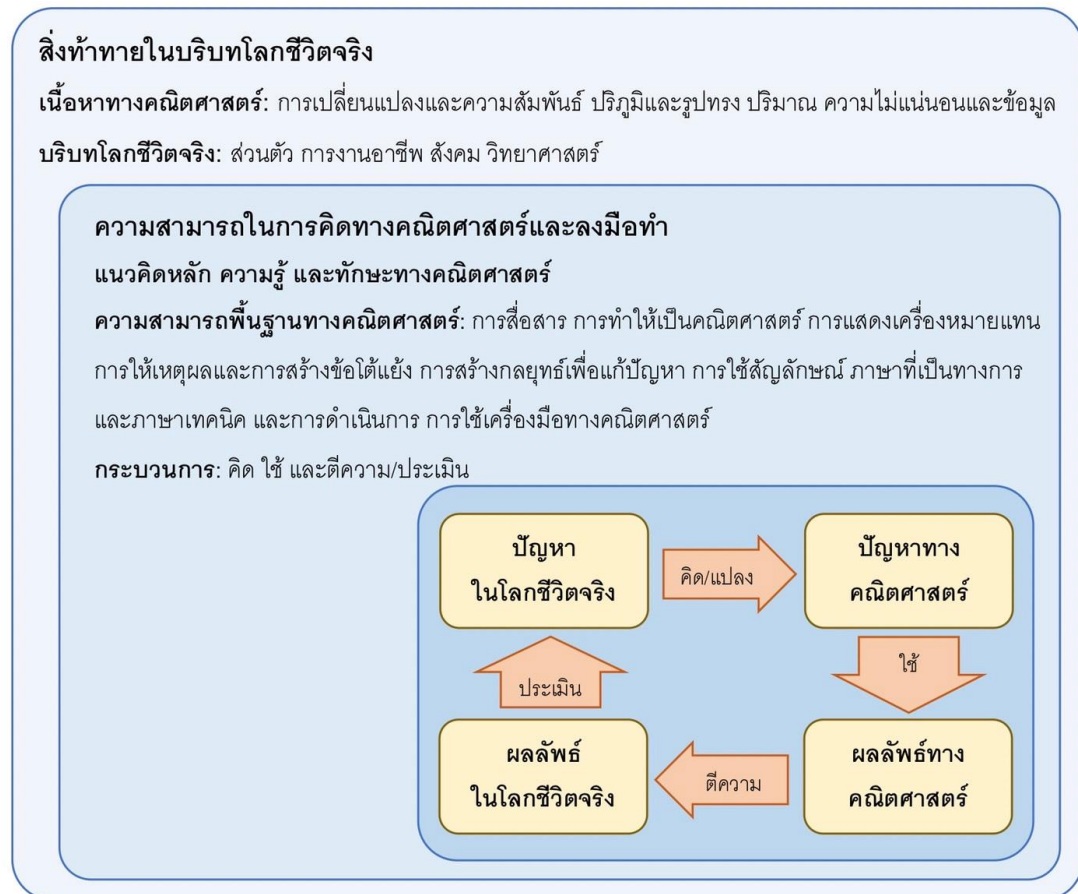 สิ่งท้าทายในบริบทโลกชีวิตจริง
เนื้อหาทางคณิตศาสตร์: การเปลี่ยนแปลงและความสัมพันธ์ ปริภูมิและรูปทรง ปริมาณ ความไม่แน่นอนและข้อมูล
บริบทโลกชีวิตจริง: ส่วนตัว การงานอาชีพ สังคม วิทยาศาสตร์
ความสามารถในการคิดทางคณิตศาสตร์และลงมือทำ
แนวคิดหลัก ความรู้ และทักษะทางคณิตศาสตร์
ความสามารถพื้นฐานทางคณิตศาสตร์: การสื่อสาร การทำให้เป็นคณิตศาสตร์ การแสดงเครื่องหมายแทน
การให้เหตุผลและการสร้างข้อโต้แย้ง การสร้างกลยุทธ์เพื่อแก้ปัญหา การใช้สัญลักษณ์ ภาษาที่เป็นทางการ
และภาษาเทคนิค และการดำเนินการ การใช้เครื่องมือทางคณิตศาสตร์
กระบวนการ: คิด ใช้ และตีความ/ประเมิน
ปัญหา
ในโลกชีวิตจริง
คิด/แปลง
ปัญหาทาง
คณิตศาสตร์
ใช้
ประเมิน
ผลลัพธ์
ในโลกชีวิตจริง
ตีความ
ผลลัพธ์ทาง
คณิตศาสตร์